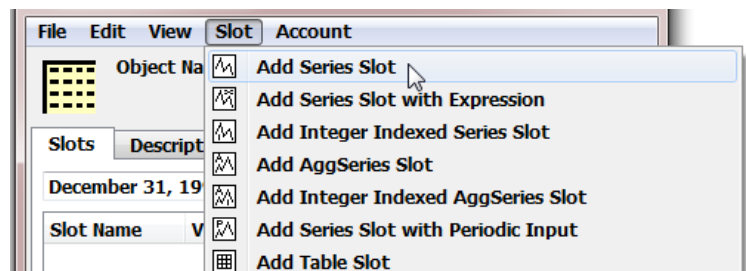 File Edit View Slot Account
Object Na
Add Series Slot
Add Series Slot with Expression
Add Integer Indexed Series Slot
Slots Descript
Add AggSeries Slot
December 31, 19
Add Integer Indexed AggSeries Slot
Slot Name V
Add Series Slot with Periodic Input
Add Table Slot